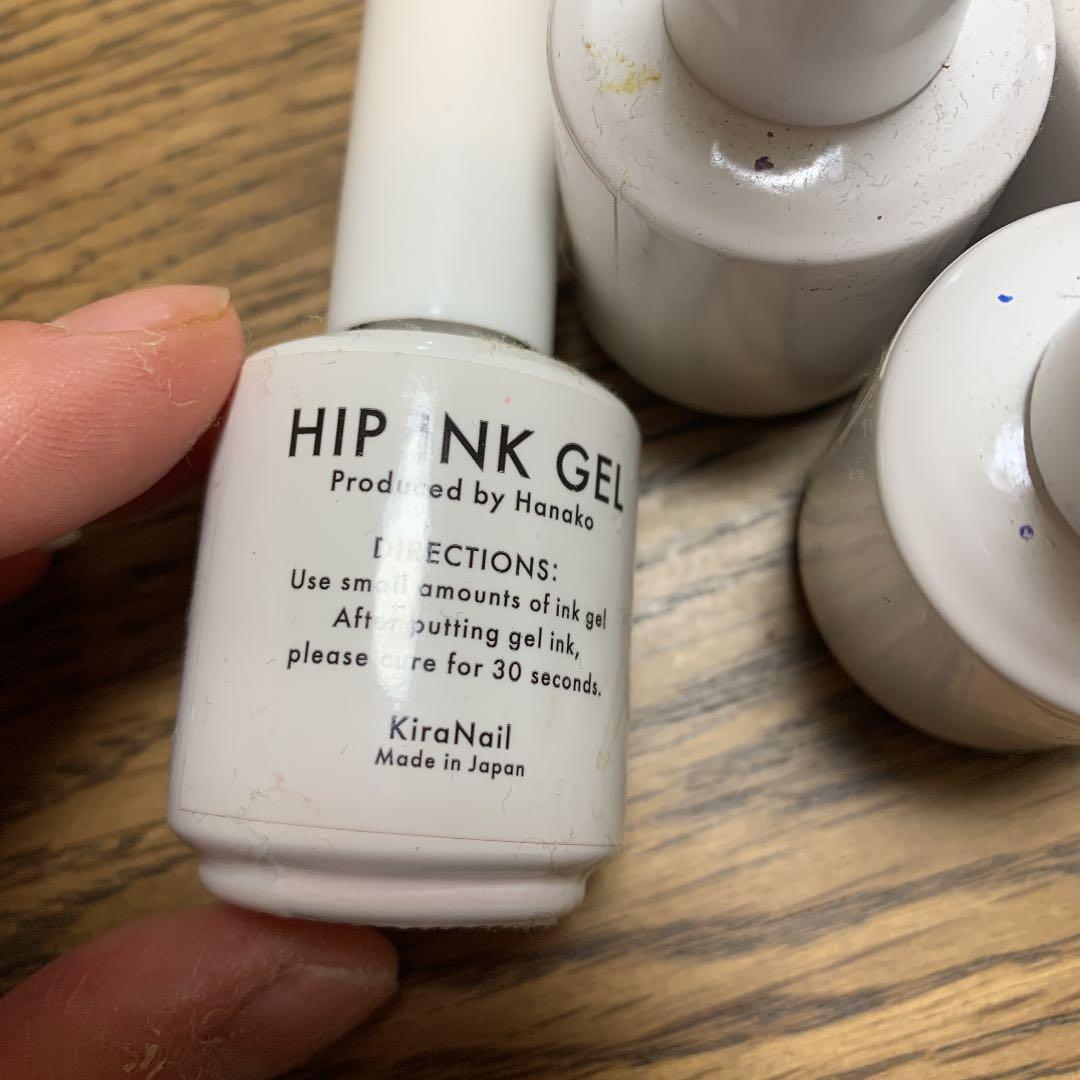 HIP INK GEL
Produced by Hanako
DIRECTIONS:
Use small amounts of ink gel
After putting gel ink,
please cure for 30 seconds.
KiraNail
Made in Japan